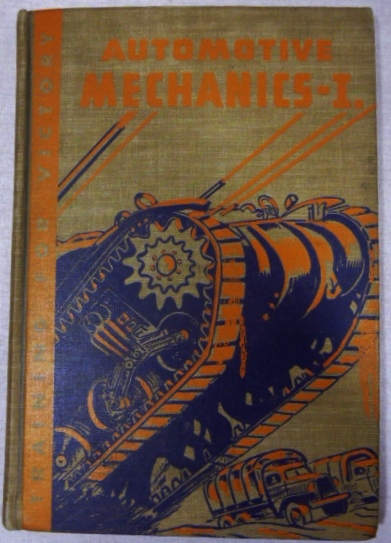 AUTOMOTIVE
MECHANICS-I.
TRAINING FOR VICTORY